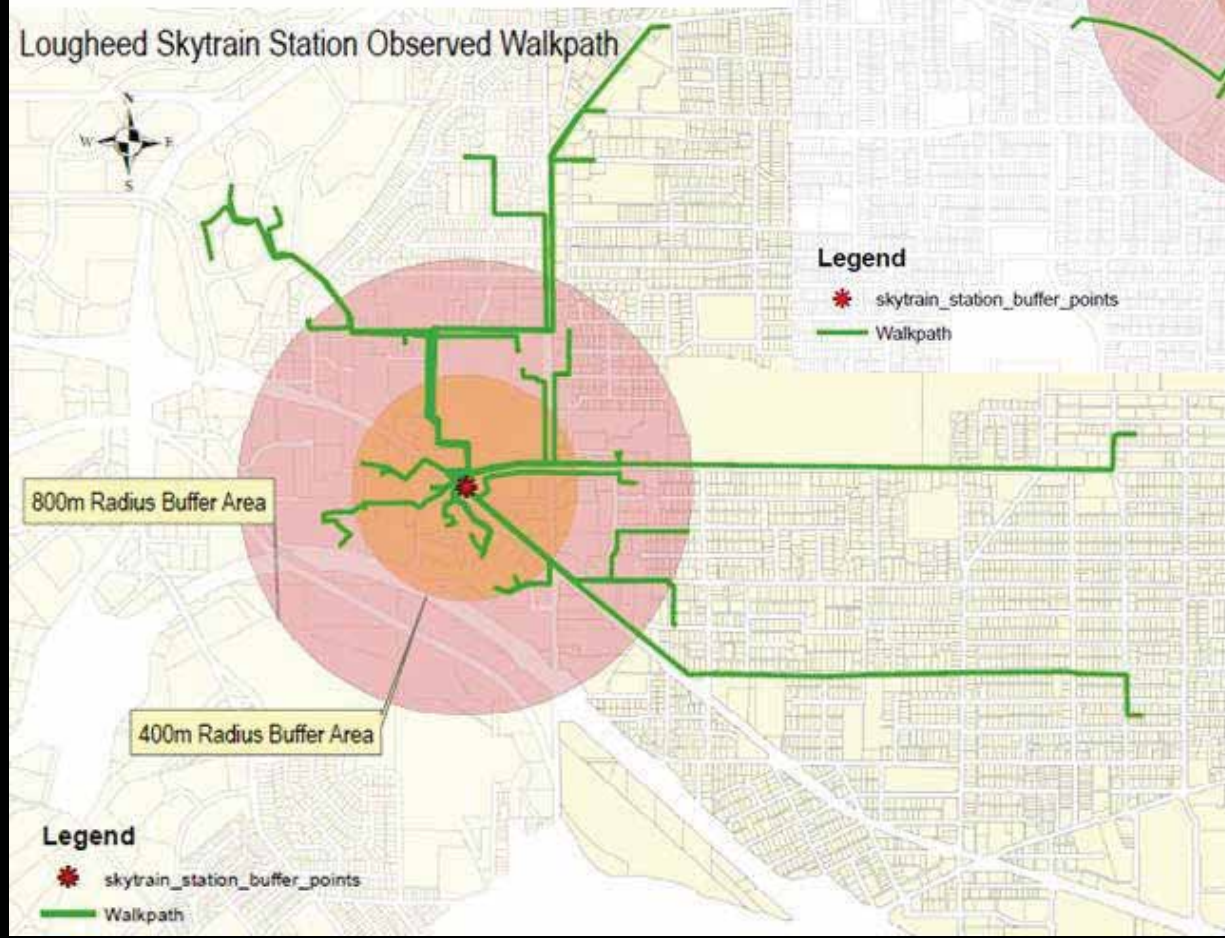 Lougheed Skytrain Station Observed Walkpath
N
W
E
S
Legend
skytrain_station_buffer_points
Walkpath
800m Radius Buffer Area
400m Radius Buffer Area
Legend
skytrain_station_buffer_points
Walkpath